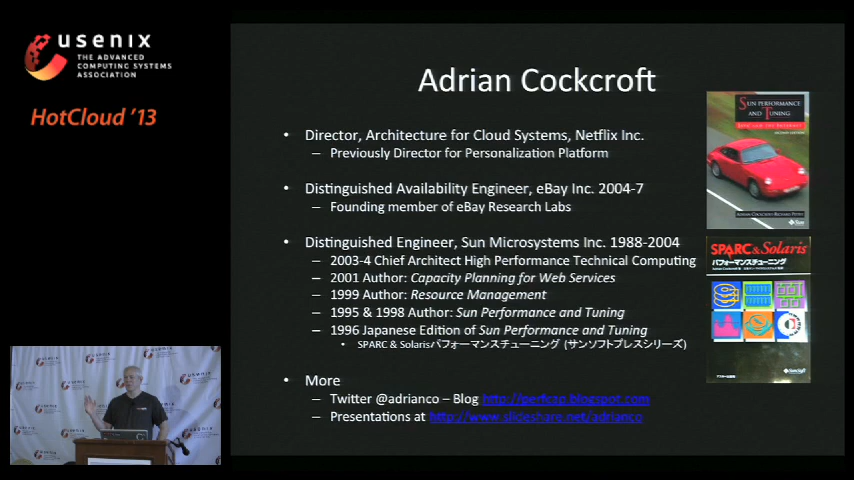 usenix
THE ADVANCED
COMPUTING SYSTEMS
ASSOCIATION
HotCloud '13
Adrian Cockcroft
• Director, Architecture for Cloud Systems, Netflix Inc.
– Previously Director for Personalization Platform
• Distinguished Availability Engineer, eBay Inc. 2004-7
– Founding member of eBay Research Labs
• Distinguished Engineer, Sun Microsystems Inc. 1988-2004
– 2003-4 Chief Architect High Performance Technical Computing
– 2001 Author: Capacity Planning for Web Services
– 1999 Author: Resource Management
– 1995 & 1998 Author: Sun Performance and Tuning
– 1996 Japanese Edition of Sun Performance and Tuning
• SPARC & Solarisパフォーマンスチューニング (サンソフトプレスシリーズ)
• More
– Twitter @adrianco – Blog http://perfcap.blogspot.com
– Presentations at http://www.slideshare.net/adrianco
SUN PERFORMANCE
AND TUNING
ADRIAN COCKCROFT • RICHARD PETTIT
Sun
SPARC & Solaris
パフォーマンスチューニング
usenix